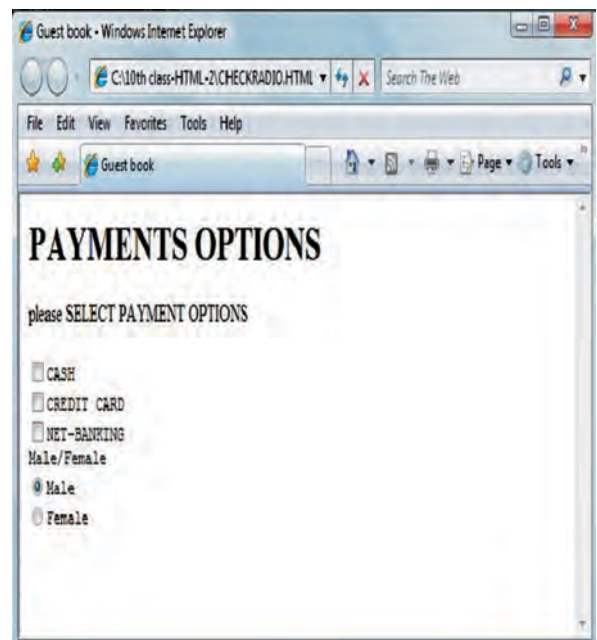 Guest book - Windows Internet Explorer
C:\10th class-HTML-2\CHECKRADIO.HTML
Search The Web
File Edit View Favorites Tools Help
Guest book
Page
Tools
PAYMENTS OPTIONS
please SELECT PAYMENT OPTIONS
CASH
CREDIT CARD
NET-BANKING
Male/Female
Male
Female